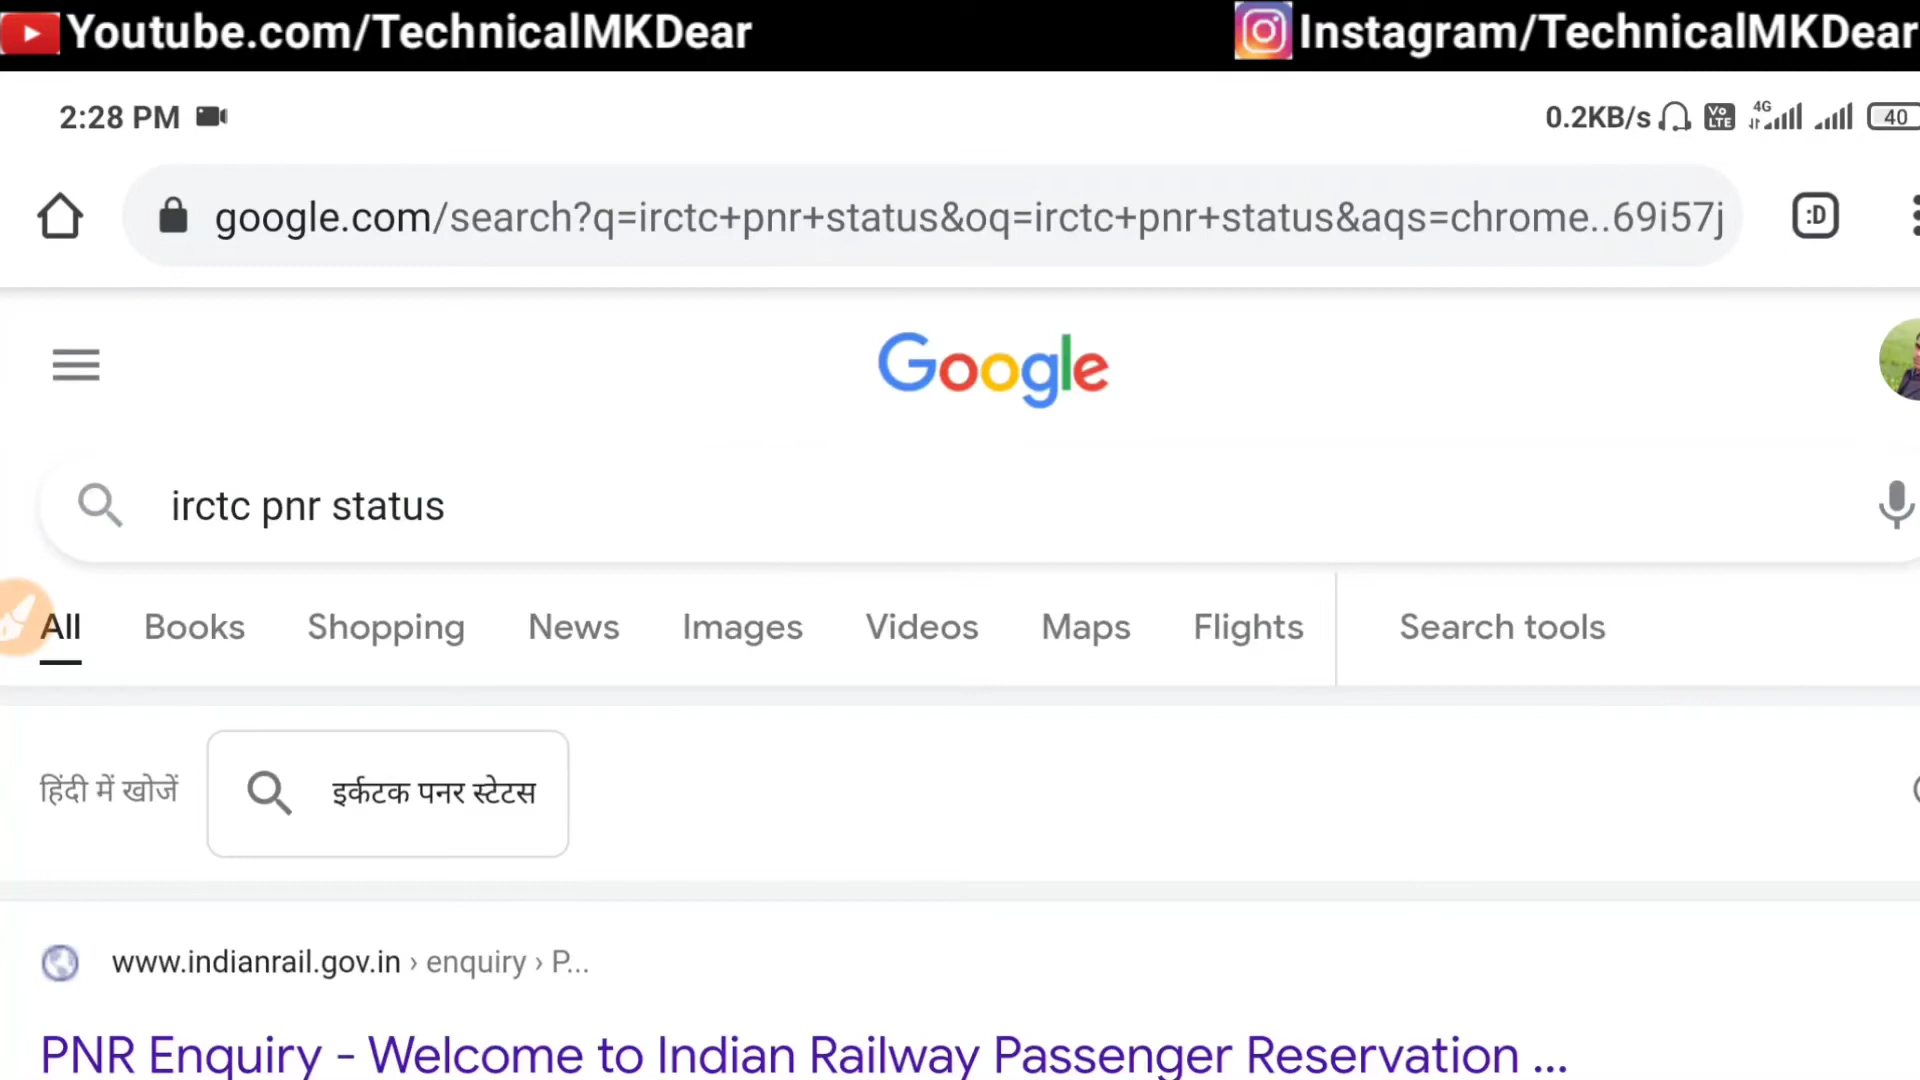 Youtube.com/TechnicalMKDear
Instagram/TechnicalMKDear
2:28 PM
0.2KB/s Vo LTE 4G 40
google.com/search?q=irctc+pnr+status&oq=irctc+pnr+status&aqs=chrome..69i57j
:D
Google
irctc pnr status
All Books Shopping News Images Videos Maps Flights Search tools
हिंदी में खोजें
इर्कटक पनर स्टेटस
www.indianrail.gov.in › enquiry › P...
PNR Enquiry - Welcome to Indian Railway Passenger Reservation ...